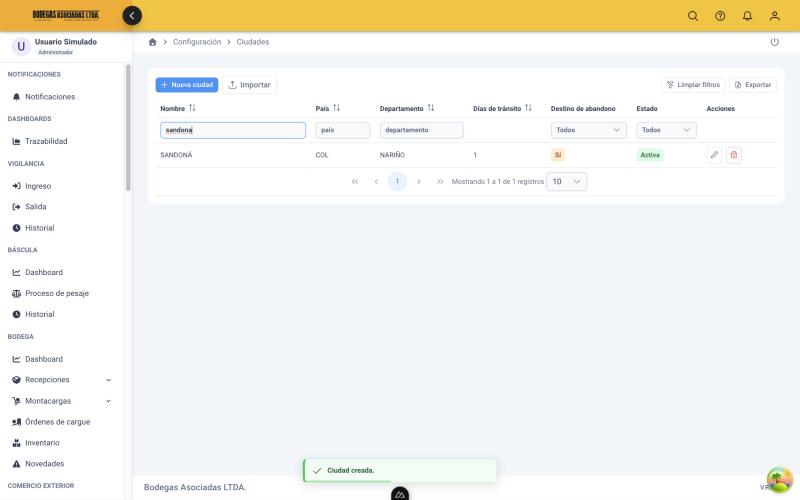 BODEGAS ASOCIADAS LTDA.
U
Usuario Simulado
Administrador
Configuración
Ciudades
NOTIFICACIONES
Notificaciones
DASHBOARDS
Trazabilidad
VIGILANCIA
Ingreso
Salida
Historial
BÁSCULA
Dashboard
Proceso de pesaje
Historial
BODEGA
Dashboard
Recepciones
Montacargas
Órdenes de cargue
Inventario
Novedades
COMERCIO EXTERIOR
Nueva ciudad
Importar
Limpiar filtros
Exportar
Nombre País Departamento Días de tránsito Destino de abandono Estado Acciones
sandona país departamento Todos Todos
SANDONÁ COL NARIÑO 1 Sí Activa
1 Mostrando 1 a 1 de 1 registros 10
Ciudad creada.
Bodegas Asociadas LTDA.